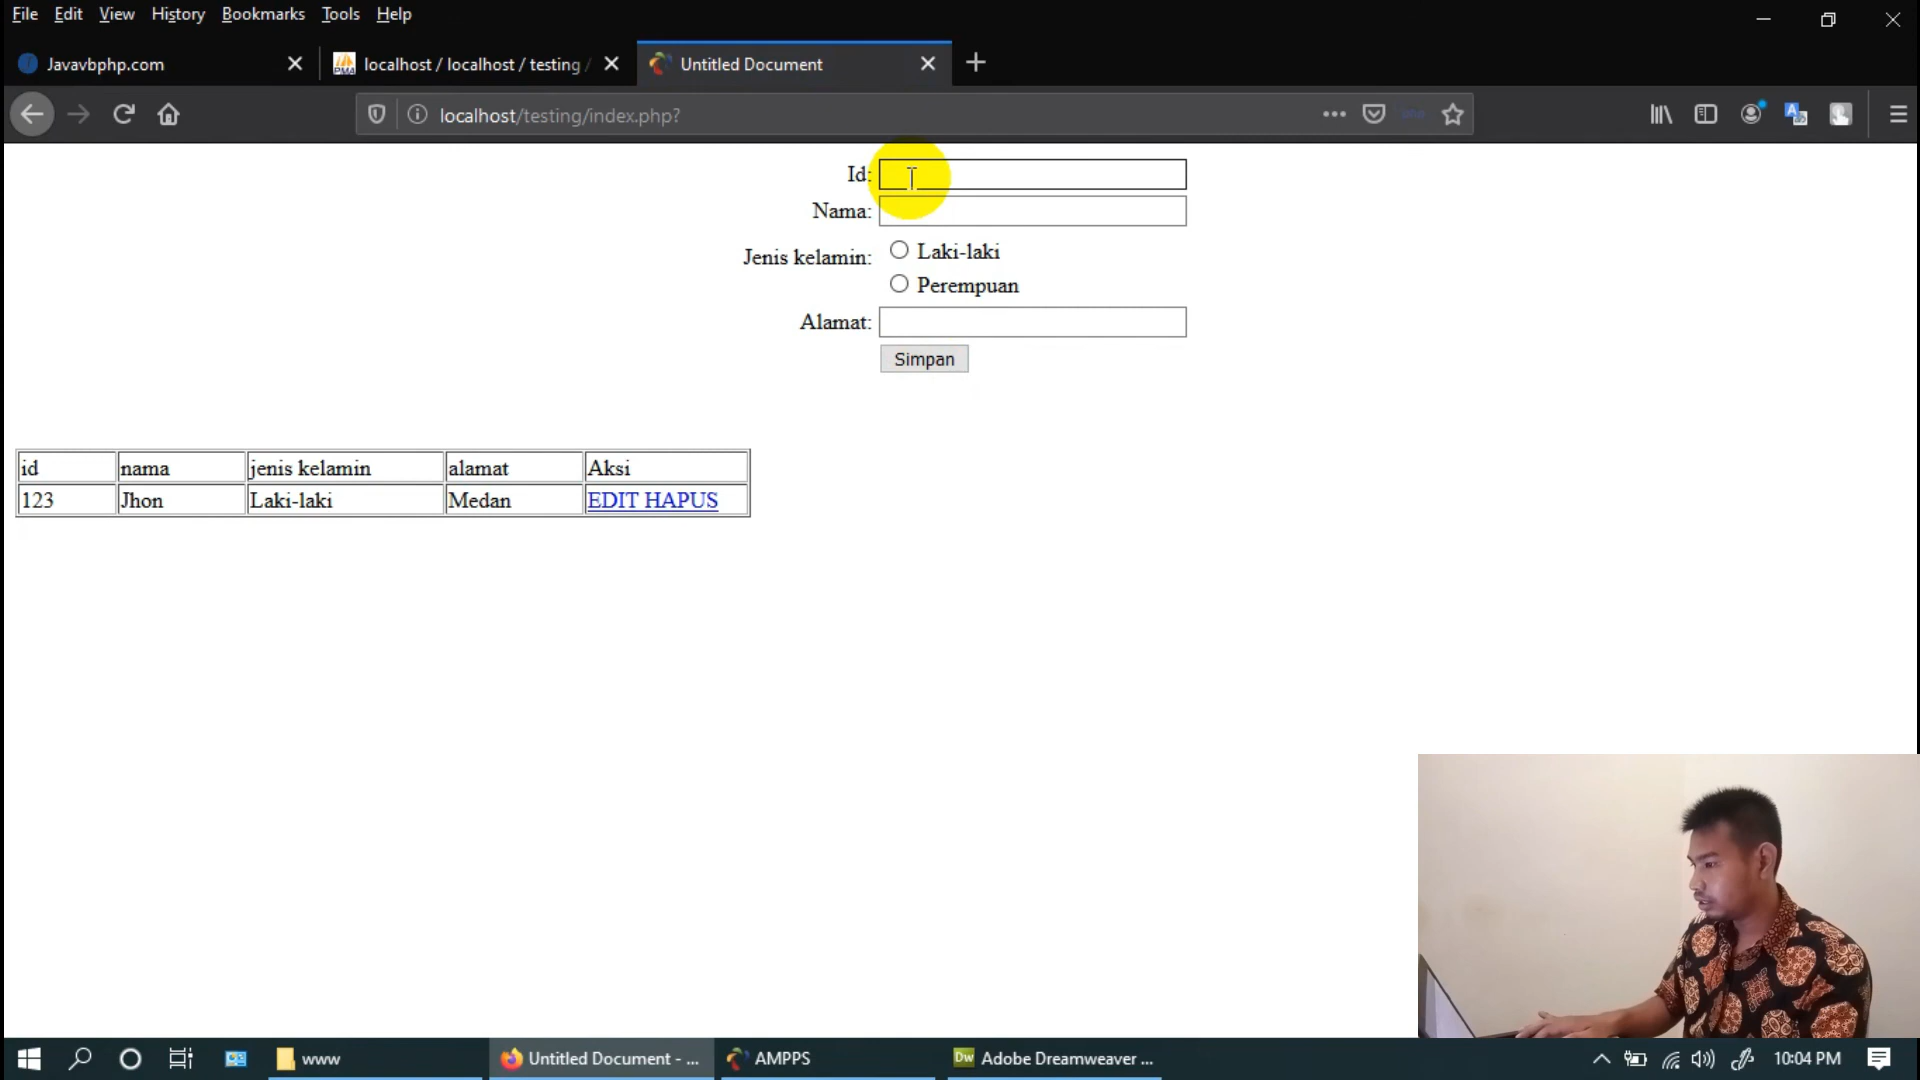 File Edit View History Bookmarks Tools Help
Javavbphp.com
localhost / localhost / testing /
Untitled Document
localhost/testing/index.php?
Id:
Nama:
Jenis kelamin:
Laki-laki
Perempuan
Alamat:
Simpan
id nama jenis kelamin alamat Aksi
123 Jhon Laki-laki Medan EDIT HAPUS
www
Untitled Document - ...
AMPPS
Dw Adobe Dreamweaver ...
10:04 PM